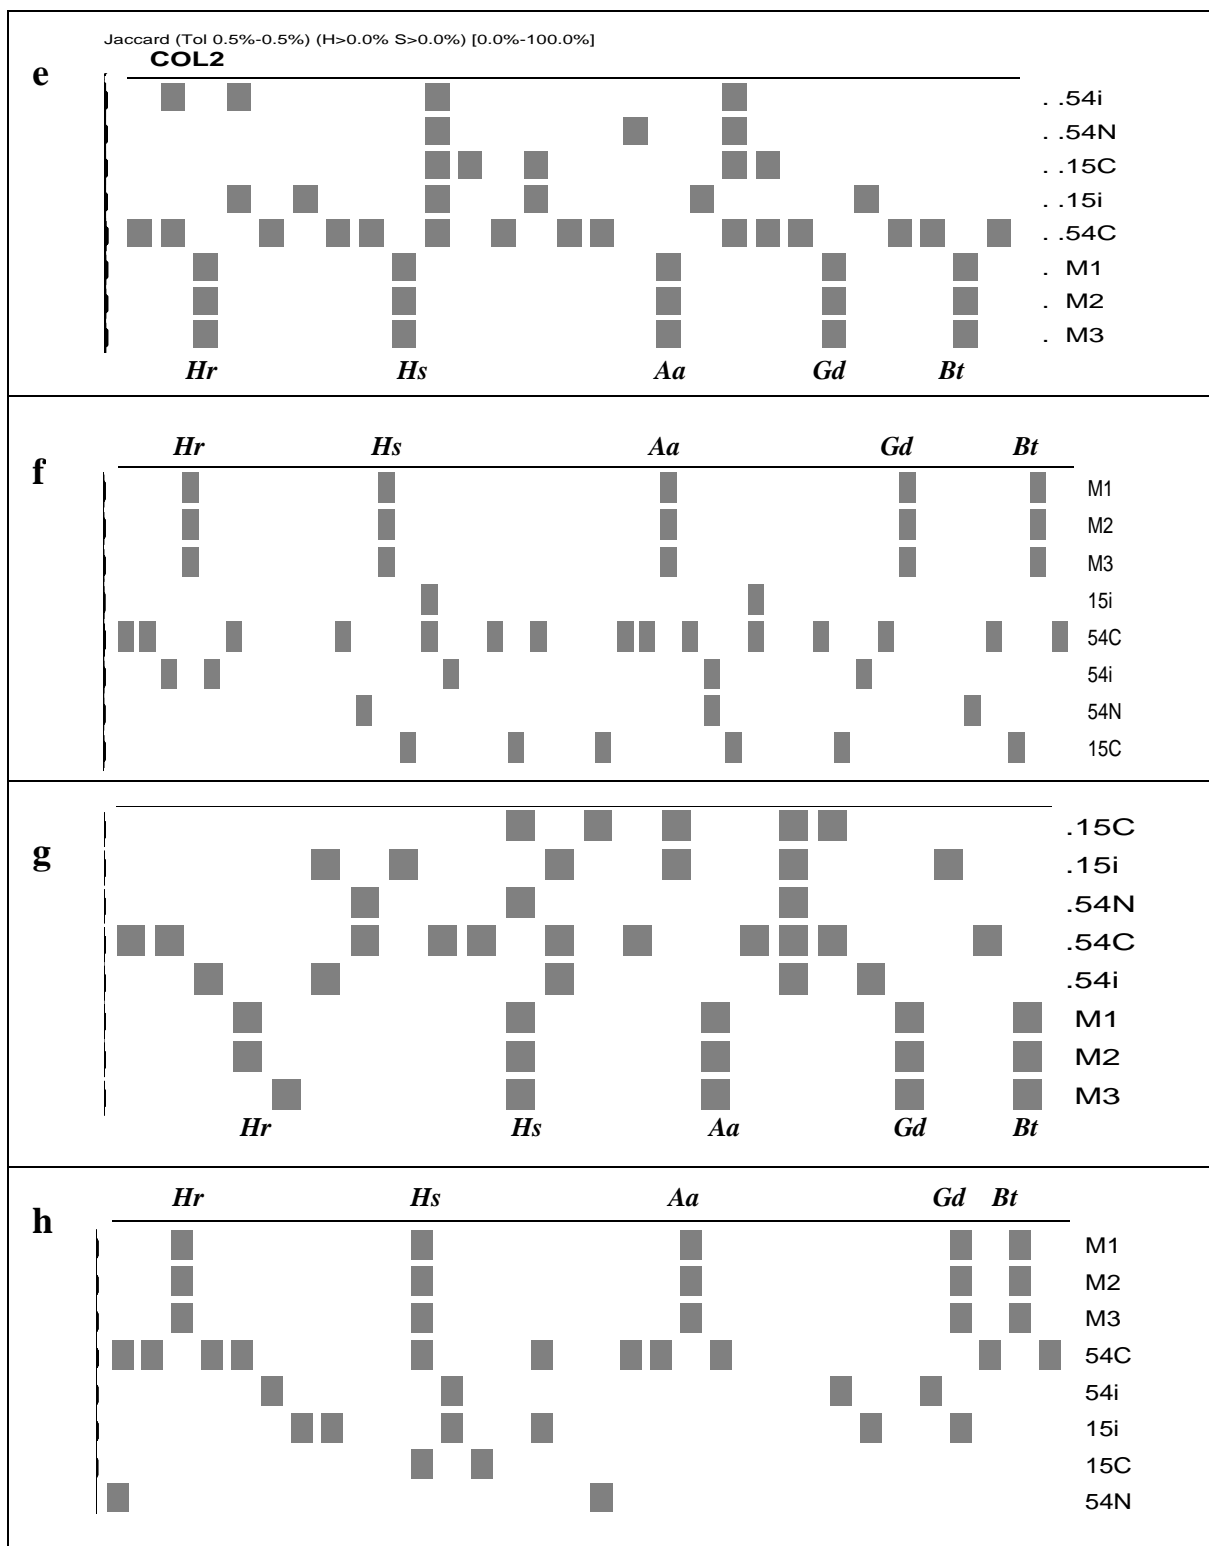 Jaccard (Tol 0.5%-0.5%) (H>0.0% S>0.0%) [0.0%-100.0%]
COL2
e
. .54i
. .54N
. .15C
. .15i
. .54C
. M1
. M2
. M3
Hr Hs Aa Gd Bt
Hr Hs Aa Gd Bt
f
M1
M2
M3
15i
54C
54i
54N
15C
g
.15C
.15i
.54N
.54C
.54i
M1
M2
M3
Hr Hs Aa Gd Bt
Hr Hs Aa Gd Bt
h
M1
M2
M3
54C
54i
15i
15C
54N